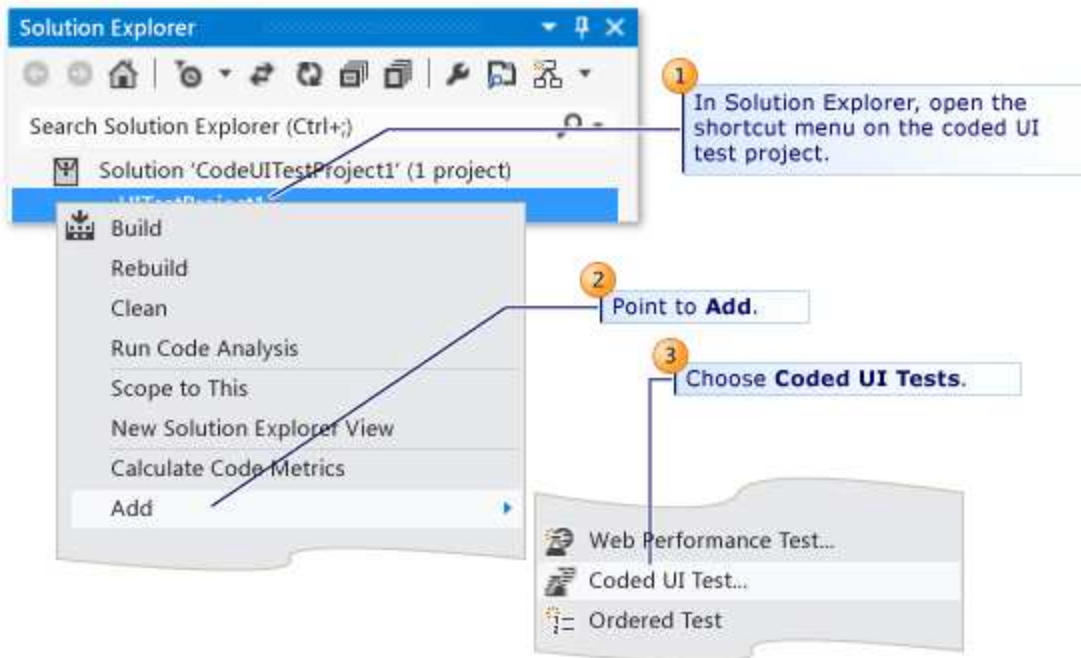 Solution Explorer
Search Solution Explorer (Ctrl+;)
Solution 'CodeUITestProject1' (1 project)
Build
Rebuild
Clean
Run Code Analysis
Scope to This
New Solution Explorer View
Calculate Code Metrics
Add
1
In Solution Explorer, open the
shortcut menu on the coded UI
test project.
2
Point to Add.
3
Choose Coded UI Tests.
Web Performance Test...
Coded UI Test...
Ordered Test